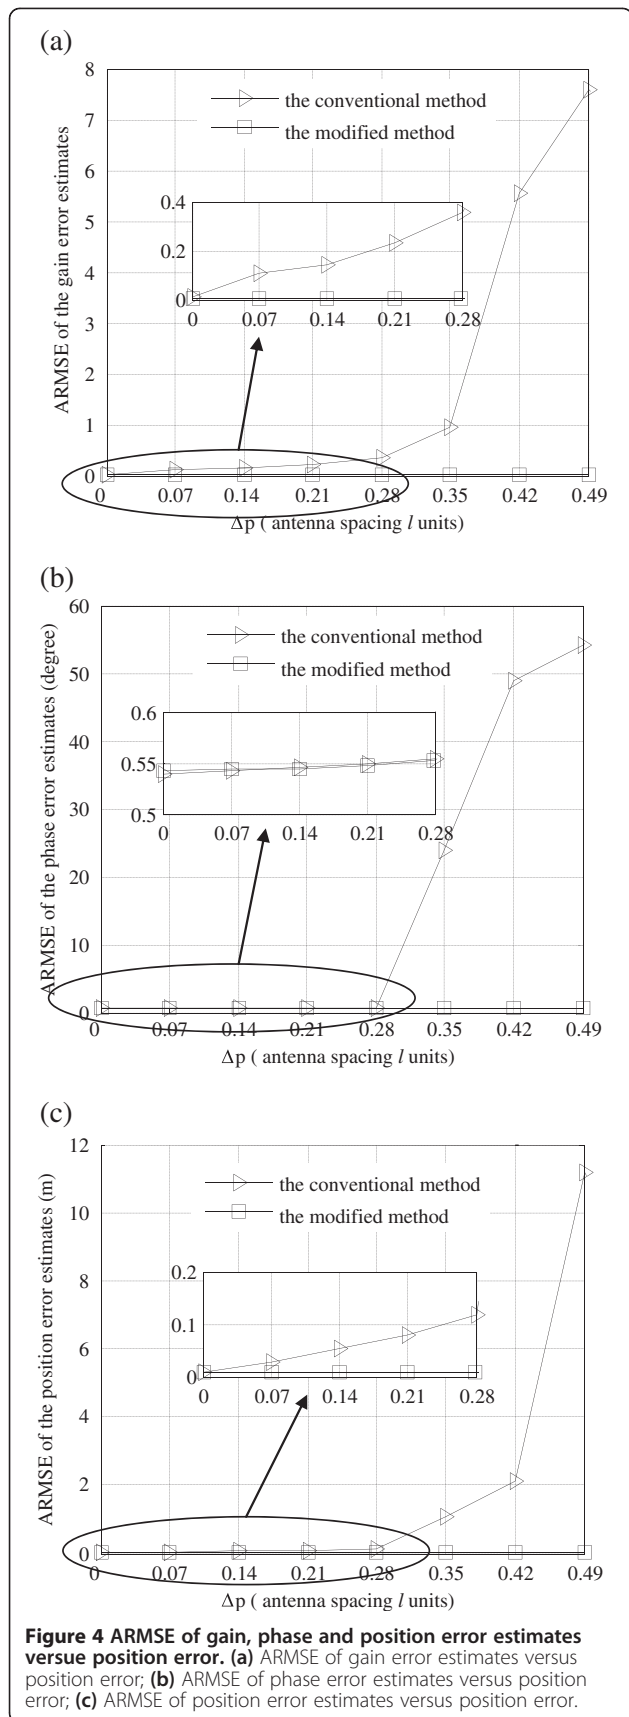 (a)
8
7
6
5
4
3
2
1
0
ARMSE of the gain error estimates
the conventional method
the modified method
0.4
0.2
0
0 0.07 0.14 0.21 0.28
0 0.07 0.14 0.21 0.28 0.35 0.42 0.49
Δp ( antenna spacing l units)
(b)
60
50
40
30
20
10
0
ARMSE of the phase error estimates (degree)
the conventional method
the modified method
0.6
0.55
0.5
0 0.07 0.14 0.21 0.28
0 0.07 0.14 0.21 0.28 0.35 0.42 0.49
Δp ( antenna spacing l units)
(c)
12
10
8
6
4
2
0
ARMSE of the position error estimates (m)
the conventional method
the modified method
0.2
0.1
0
0 0.07 0.14 0.21 0.28
0 0.07 0.14 0.21 0.28 0.35 0.42 0.49
Δp ( antenna spacing l units)
Figure 4 ARMSE of gain, phase and position error estimates
versue position error. (a) ARMSE of gain error estimates versus
position error; (b) ARMSE of phase error estimates versus position
error; (c) ARMSE of position error estimates versus position error.